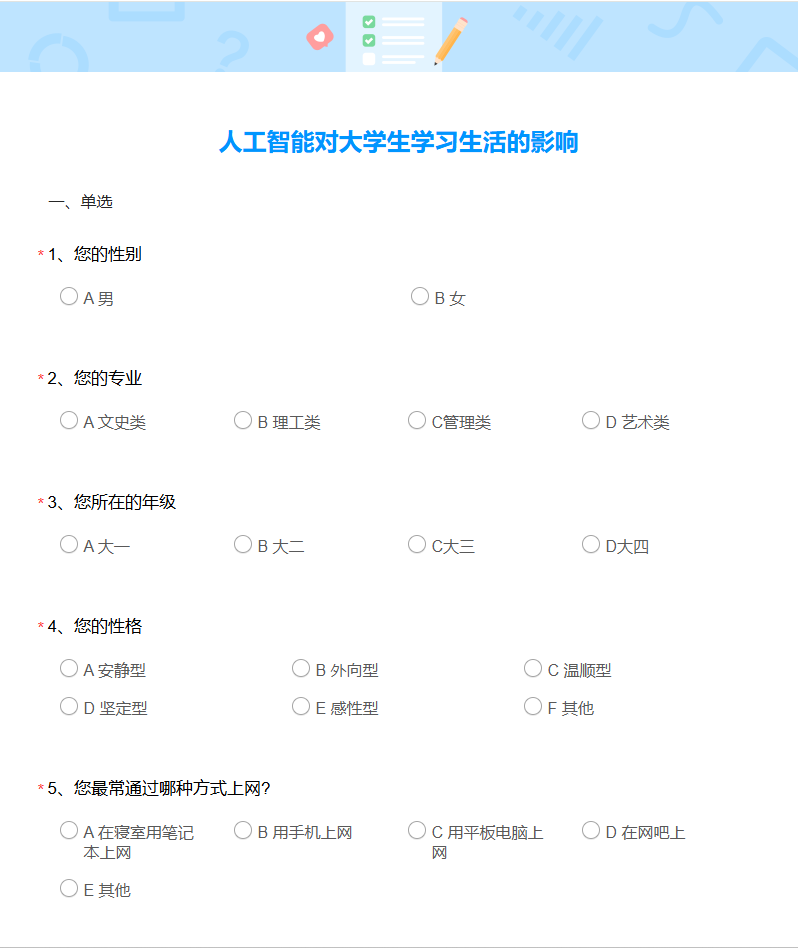 人工智能对大学生学习生活的影响
一、单选
*1、您的性别
A 男 B 女
*2、您的专业
A 文史类 B 理工类 C管理类 D 艺术类
*3、您所在的年级
A 大一 B 大二 C大三 D大四
*4、您的性格
A 安静型 B 外向型 C 温顺型
D 坚定型 E 感性型 F 其他
*5、您最常通过哪种方式上网?
A 在寝室用笔记本上网 B 用手机上网 C 用平板电脑上网 D 在网吧上
E 其他